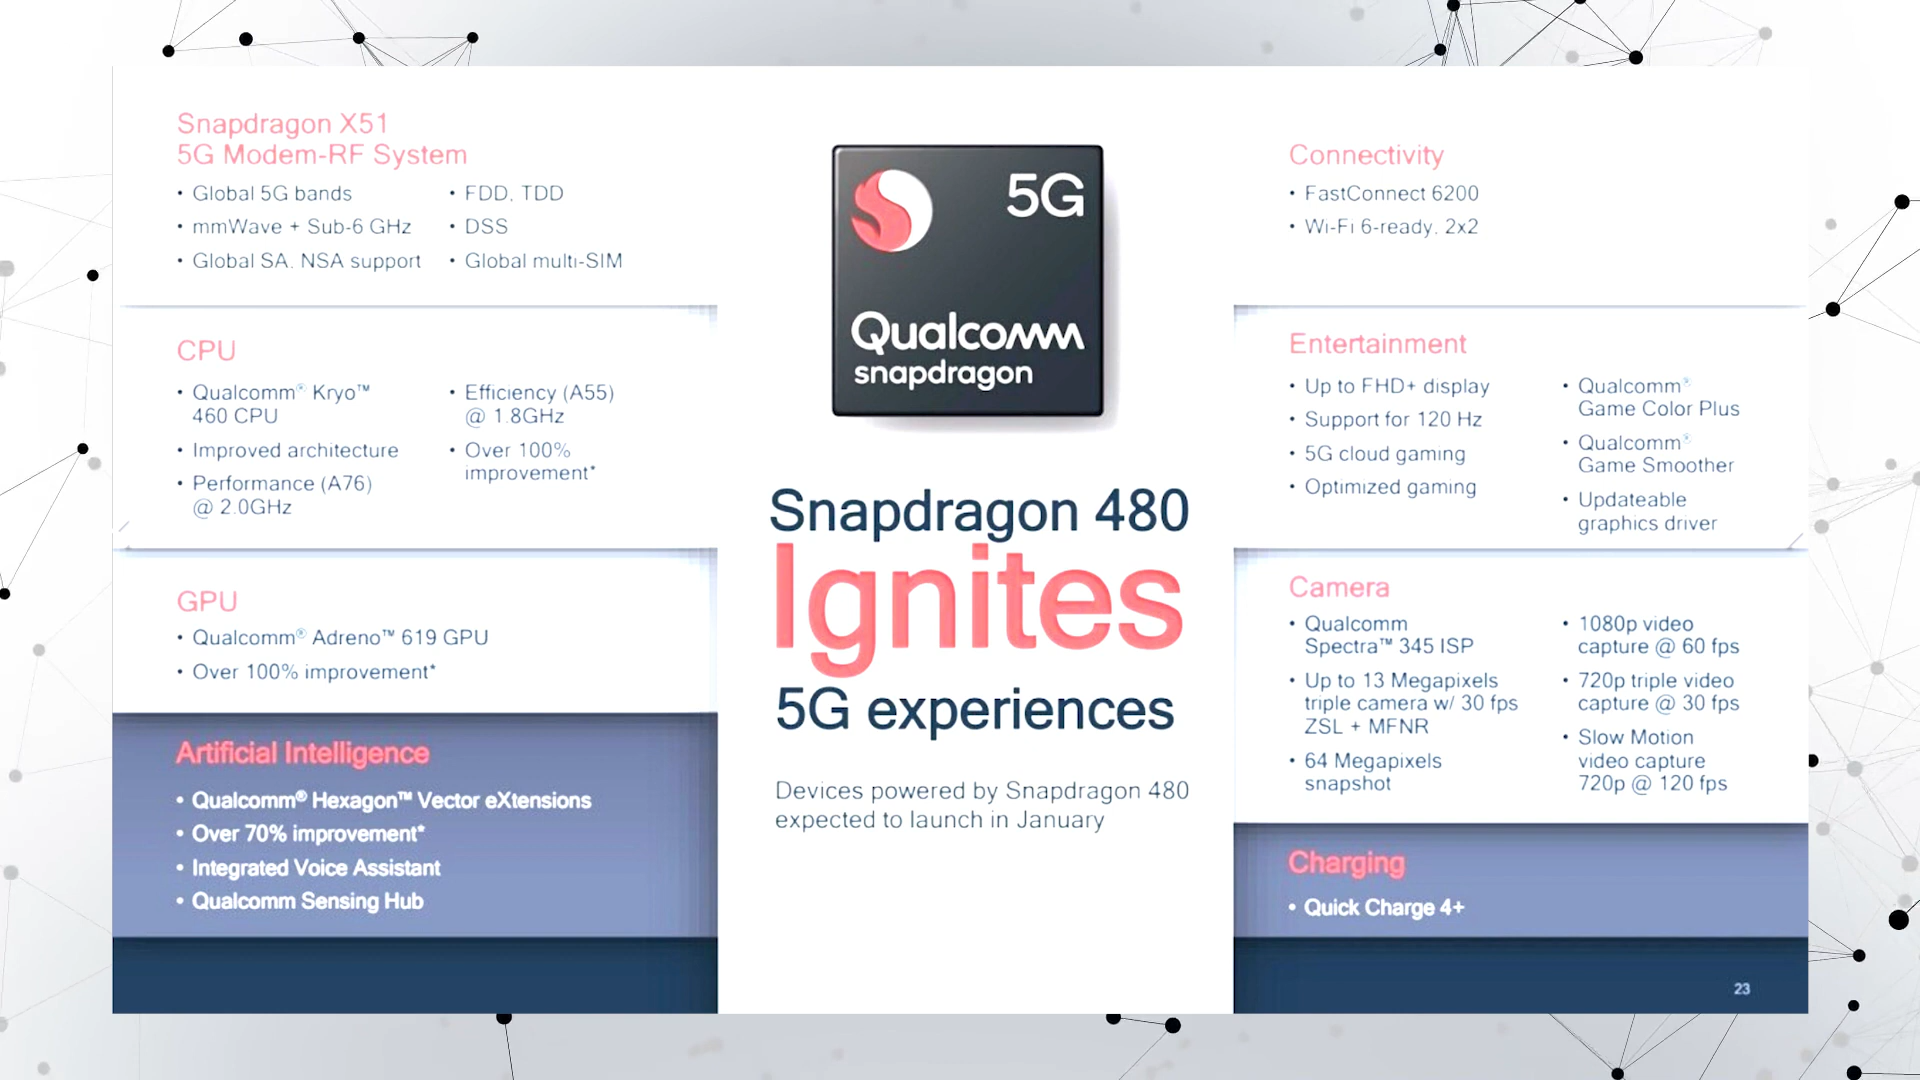 Snapdragon X51
5G Modem-RF System
• Global 5G bands
• mmWave + Sub-6 GHz
• Global SA, NSA support
• FDD, TDD
• DSS
• Global multi-SIM
CPU
• Qualcomm® Kryo™
460 CPU
• Improved architecture
• Performance (A76)
@ 2.0GHz
• Efficiency (A55)
@ 1.8GHz
• Over 100%
improvement*
GPU
• Qualcomm® Adreno™ 619 GPU
• Over 100% improvement*
Artificial Intelligence
• Qualcomm® Hexagon™ Vector eXtensions
• Over 70% improvement*
• Integrated Voice Assistant
• Qualcomm Sensing Hub
5G
Qualcomm
snapdragon
Snapdragon 480
Ignites
5G experiences
Devices powered by Snapdragon 480
expected to launch in January
Connectivity
• FastConnect 6200
• Wi-Fi 6-ready, 2x2
Entertainment
• Up to FHD+ display
• Support for 120 Hz
• 5G cloud gaming
• Optimized gaming
• Qualcomm®
Game Color Plus
• Qualcomm®
Game Smoother
• Updateable
graphics driver
Camera
• Qualcomm
Spectra™ 345 ISP
• Up to 13 Megapixels
triple camera w/ 30 fps
ZSL + MFNR
• 64 Megapixels
snapshot
• 1080p video
capture @ 60 fps
• 720p triple video
capture @ 30 fps
• Slow Motion
video capture
720p @ 120 fps
Charging
• Quick Charge 4+
23